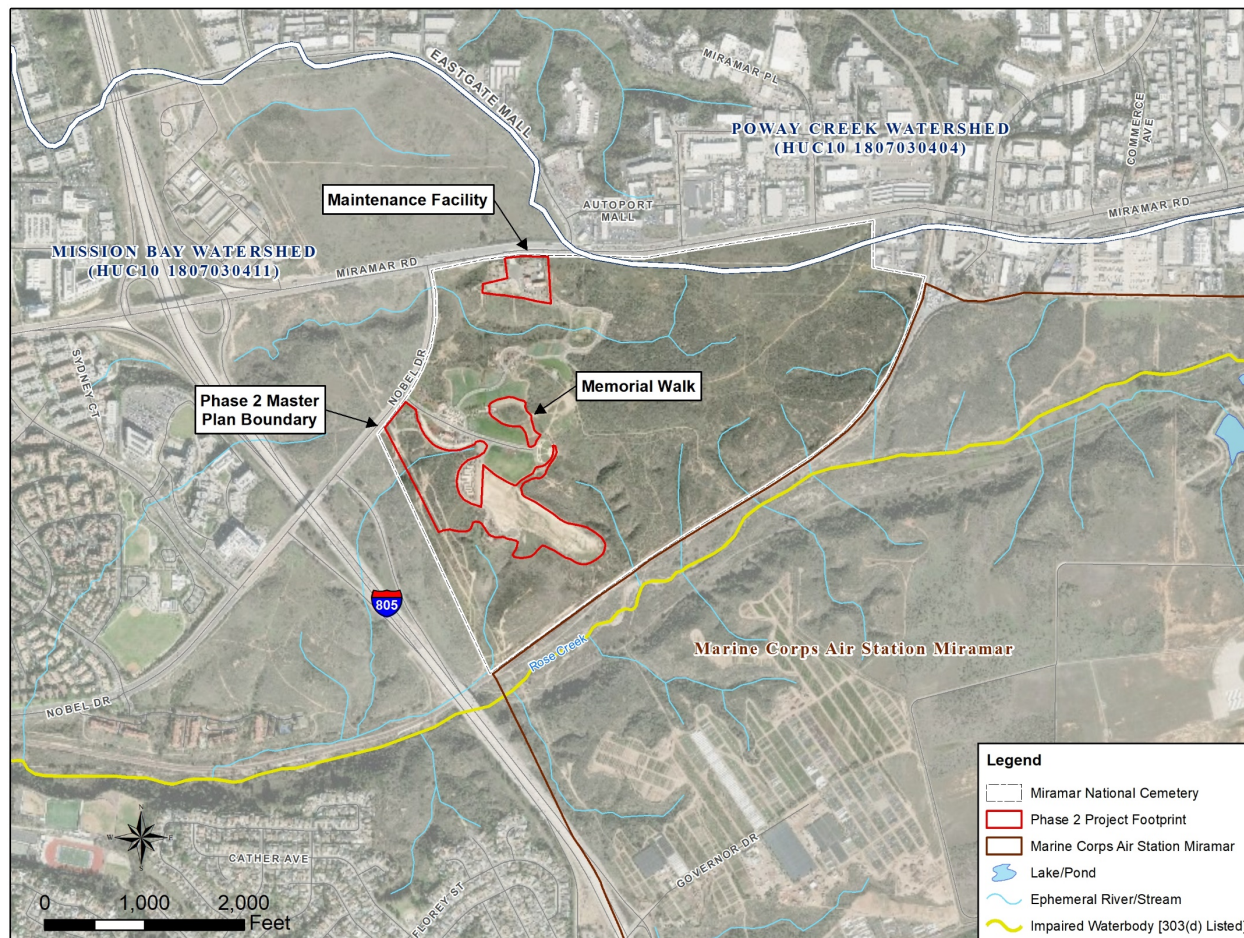 EASTGATE MALL
MIRAMAR PL
POWAY CREEK WATERSHED
(HUC10 1807030404)
COMMERCE
AVE
Maintenance Facility
AUTOPORT
MALL
MIRAMAR RD
MISSION BAY WATERSHED
(HUC10 1807030411)
MIRAMAR RD
SYDNEY CT
NOBEL DR
Memorial Walk
Phase 2 Master
Plan Boundary
805
Rose Creek
Marine Corps Air Station Miramar
NOBEL DR
GOVERNOR DR
CATHER AVE
FLOREY ST
N
W
E
S
0 1,000 2,000
Feet
Legend
Miramar National Cemetery
Phase 2 Project Footprint
Marine Corps Air Station Miramar
Lake/Pond
Ephemeral River/Stream
Impaired Waterbody [303(d) Listed]